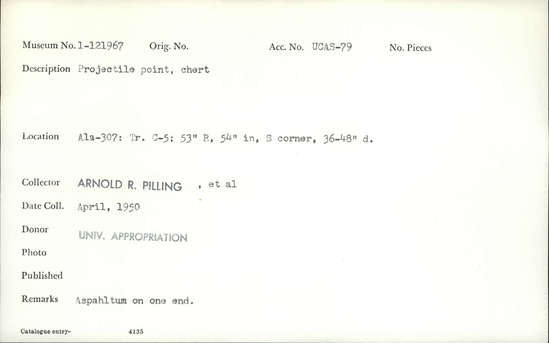 Museum No. 1-121967 Orig. No. Acc. No. UCAS-79 No. Pieces
Description Projectile point, chert
Location Ala-307: Tr. C-5; 53" R, 54" in, S corner, 36-48" d.
Collector ARNOLD R. PILLING , et al
Date Coll. April, 1950
Donor UNIV. APPROPRIATION
Photo
Published
Remarks Aspahltum on one end.
Catalogue entry- 4135